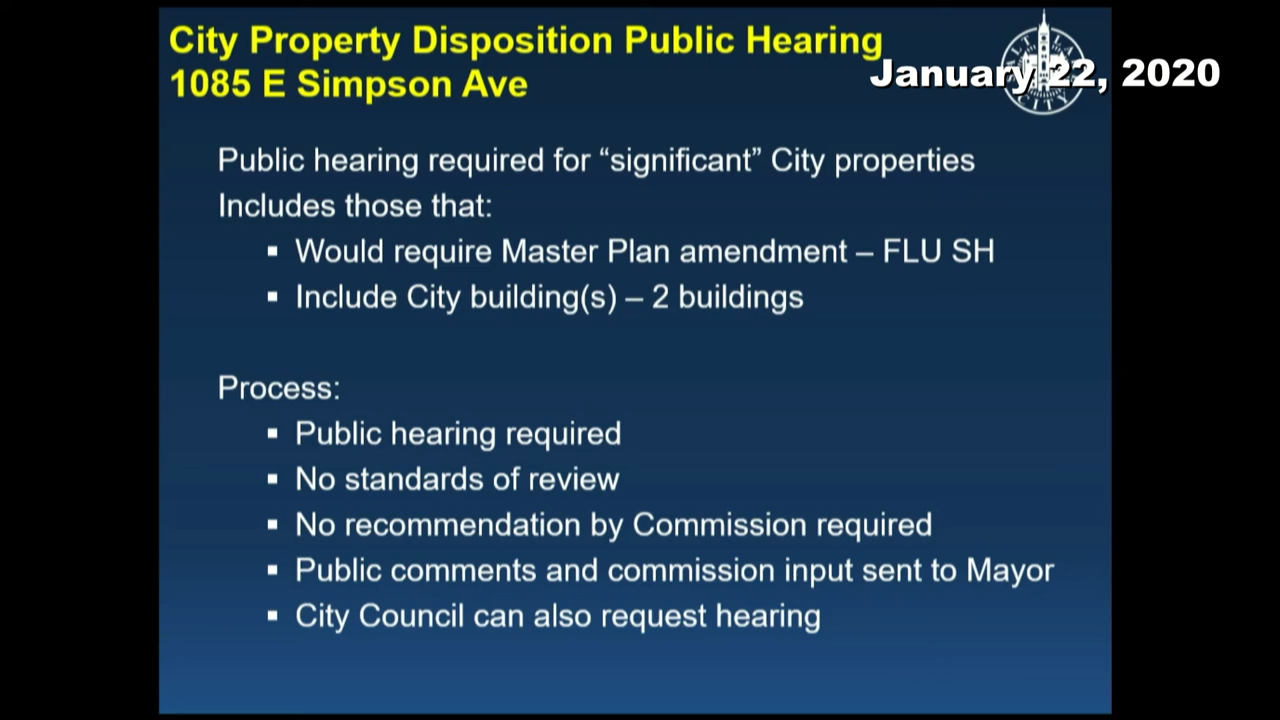 City Property Disposition Public Hearing
1085 E Simpson Ave
January 22, 2020
CITY
Public hearing required for “significant” City properties
Includes those that:
▪ Would require Master Plan amendment – FLU SH
▪ Include City building(s) – 2 buildings
Process:
▪ Public hearing required
▪ No standards of review
▪ No recommendation by Commission required
▪ Public comments and commission input sent to Mayor
▪ City Council can also request hearing